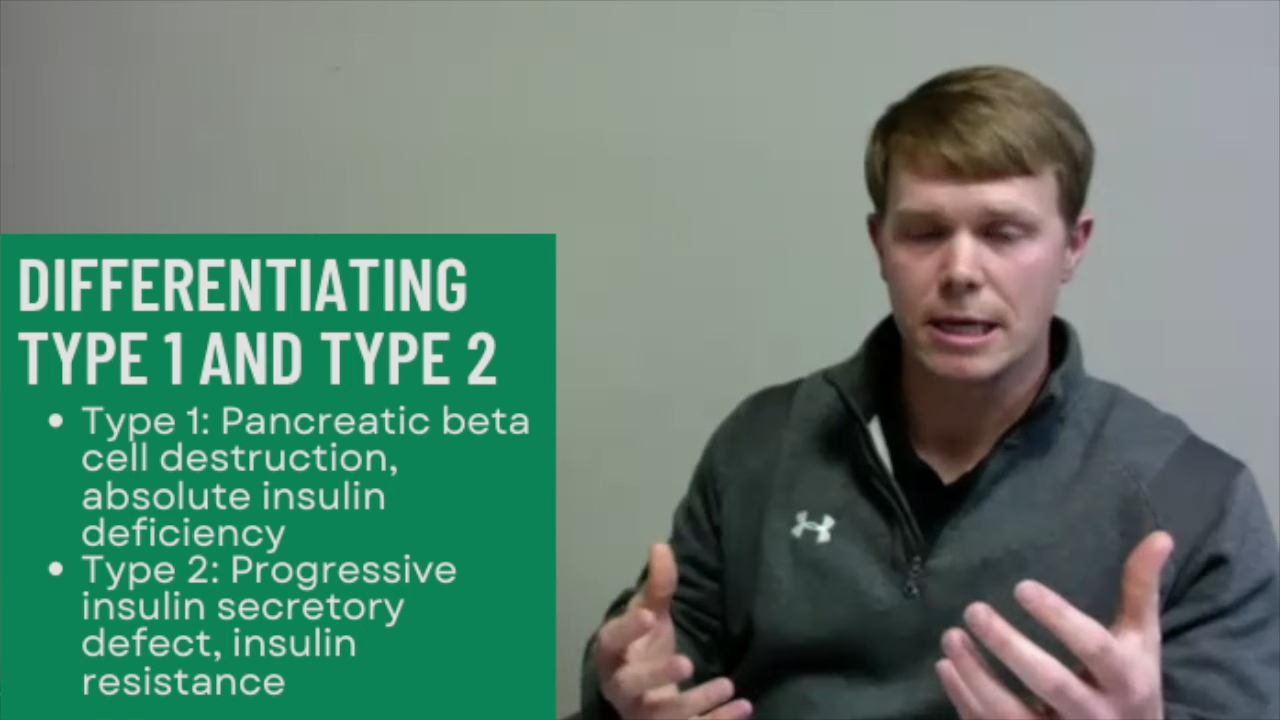 DIFFERENTIATING
TYPE 1 AND TYPE 2
• Type 1: Pancreatic beta
cell destruction,
absolute insulin
deficiency
• Type 2: Progressive
insulin secretory
defect, insulin
resistance